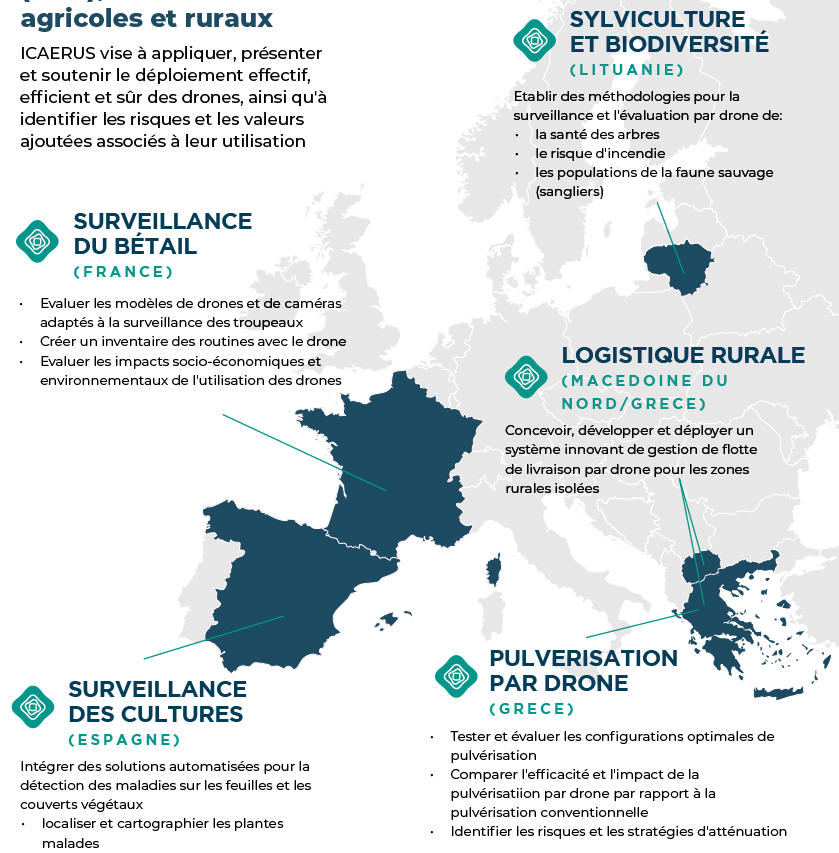 agricoles et ruraux
ICAERUS vise à appliquer, présenter
et soutenir le déploiement effectif,
efficient et sûr des drones, ainsi qu'à
identifier les risques et les valeurs
ajoutées associés à leur utilisation
SYLVICULTURE
ET BIODIVERSITÉ
(LITUANIE)
Etablir des méthodologies pour la
surveillance et l'évaluation par drone de:
• la santé des arbres
• le risque d'incendie
• les populations de la faune sauvage
(sangliers)
SURVEILLANCE
DU BÉTAIL
(FRANCE)
• Evaluer les modèles de drones et de caméras
adaptés à la surveillance des troupeaux
• Créer un inventaire des routines avec le drone
• Evaluer les impacts socio-économiques et
environnementaux de l'utilisation des drones
LOGISTIQUE RURALE
(MACEDOINE DU
NORD/GRECE)
Concevoir, développer et déployer un
système innovant de gestion de flotte
de livraison par drone pour les zones
rurales isolées
SURVEILLANCE
DES CULTURES
(ESPAGNE)
Intégrer des solutions automatisées pour la
détection des maladies sur les feuilles et les
couverts végétaux
• localiser et cartographier les plantes
malades
PULVERISATION
PAR DRONE
(GRECE)
• Tester et évaluer les configurations optimales de
pulvérisation
• Comparer l'efficacité et l'impact de la
pulvérisatiion par drone par rapport à la
pulvérisation conventionnelle
• Identifier les risques et les stratégies d'atténuation